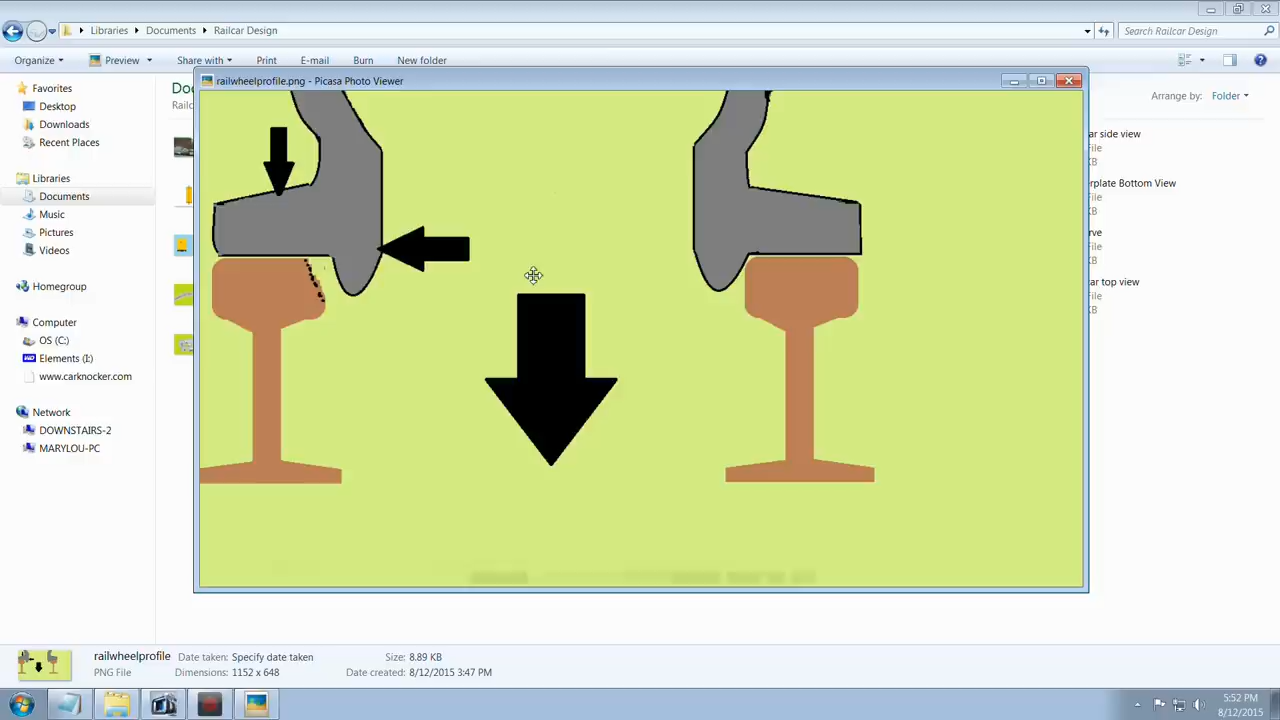 Libraries
Documents
Railcar Design
Search Railcar Design
Organize
Preview
Share with
Print
E-mail
Burn
New folder
Favorites
Desktop
Downloads
Recent Places
Libraries
Documents
Music
Pictures
Videos
Homegroup
Computer
OS (C:)
Elements (I:)
www.carknocker.com
Network
DOWNSTAIRS-2
MARYLOU-PC
railwheelprofile.png - Picasa Photo Viewer
Arrange by: Folder
ar side view
File
KB
erplate Bottom View
File
KB
rve
File
KB
ar top view
File
KB
railwheelprofile
PNG File
Date taken: Specify date taken
Dimensions: 1152 x 648
Size: 8.89 KB
Date created: 8/12/2015 3:47 PM
5:52 PM
8/12/2015